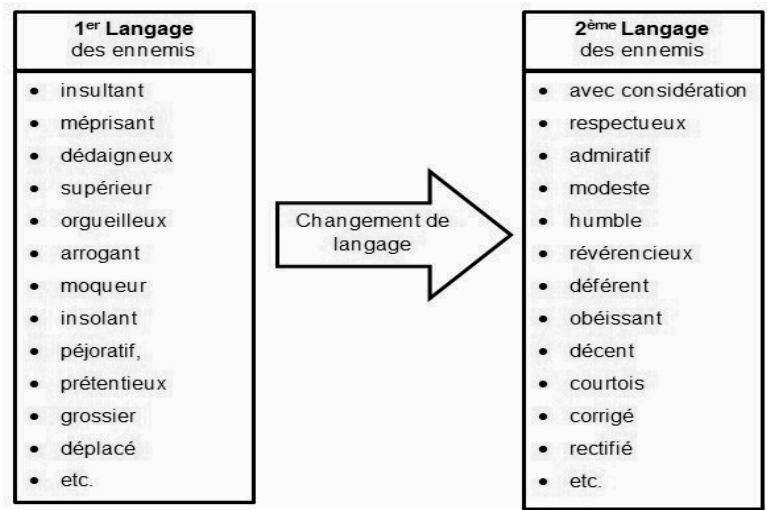 1er Langage
des ennemis
• insultant
• méprisant
• dédaigneux
• supérieur
• orgueilleux
• arrogant
• moqueur
• insolant
• péjoratif,
• prétentieux
• grossier
• déplacé
• etc.
Changement de
langage
2ème Langage
des ennemis
• avec considération
• respectueux
• admiratif
• modeste
• humble
• révérencieux
• déférent
• obéissant
• décent
• courtois
• corrigé
• rectifié
• etc.